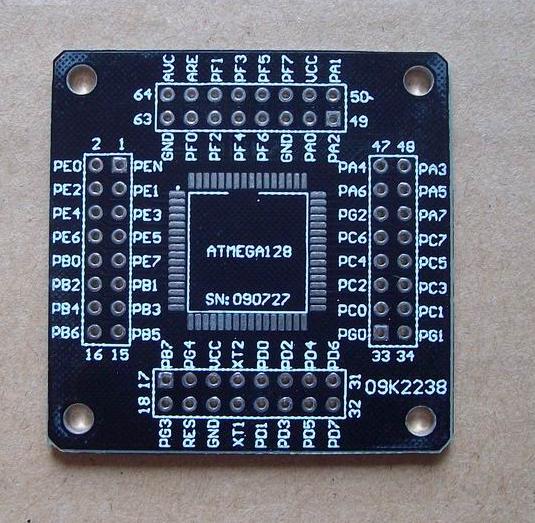 AVC ARE PF1 PF3 PF5 PF7 VCC PA1
64 50
63 49
GND PF0 PF2 PF4 PF6 GND PA0 PA2
2 1
47 48
PE0 PEN
PE2 PE1
PE4 PE3
PE6 PE5
PB0 PE7
PB2 PB1
PB4 PB3
PB6 PB5
16 15
ATMEGA128
SN:090727
PA4 PA3
PA6 PA5
PG2 PA7
PC6 PC7
PC4 PC5
PC2 PC3
PC0 PC1
PG0 PG1
33 34
PB7 PG4 VCC XT2 PD0 PD2 PD4 PD6
17 31
18 32
PG3 RES GND XT1 PD1 PD3 PD5 PD7
09K2238